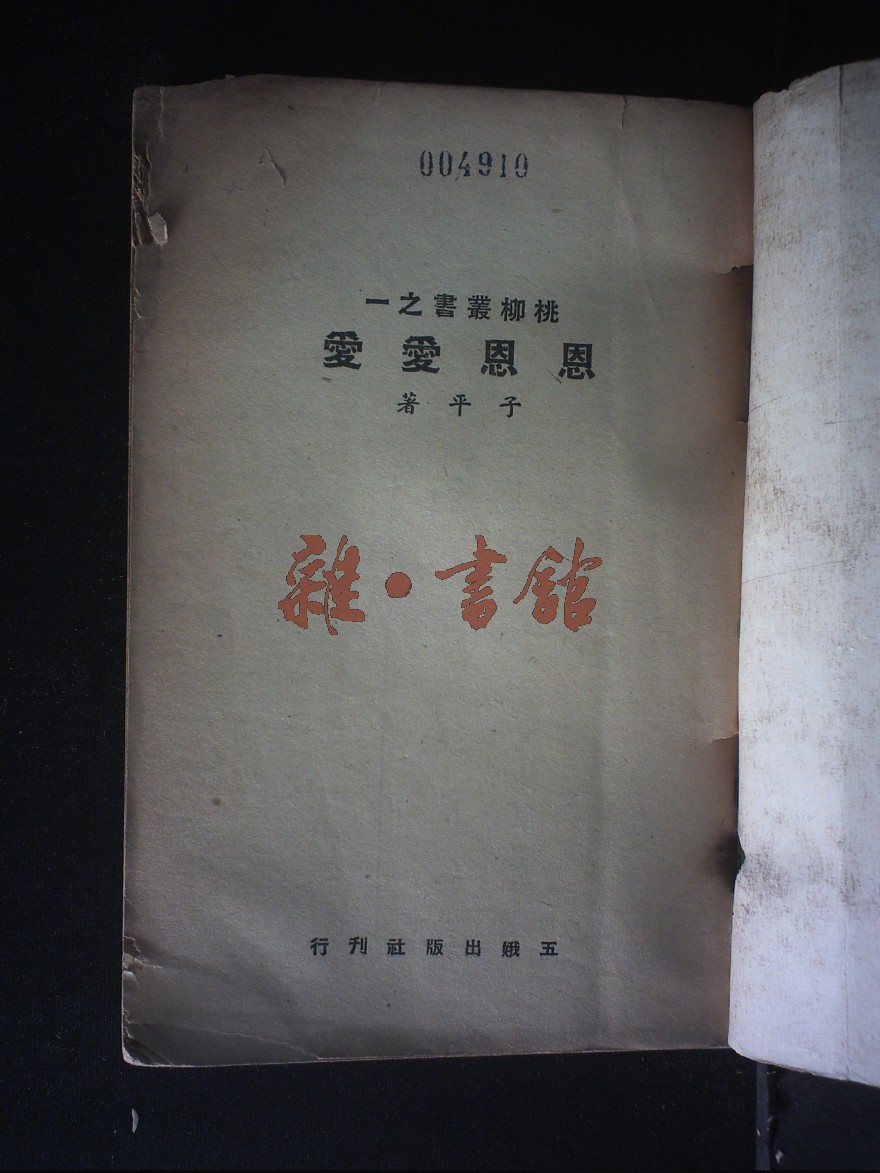 004910
桃柳叢書之一
恩恩愛愛
子平著
雜·書館
五娥出版社刊行